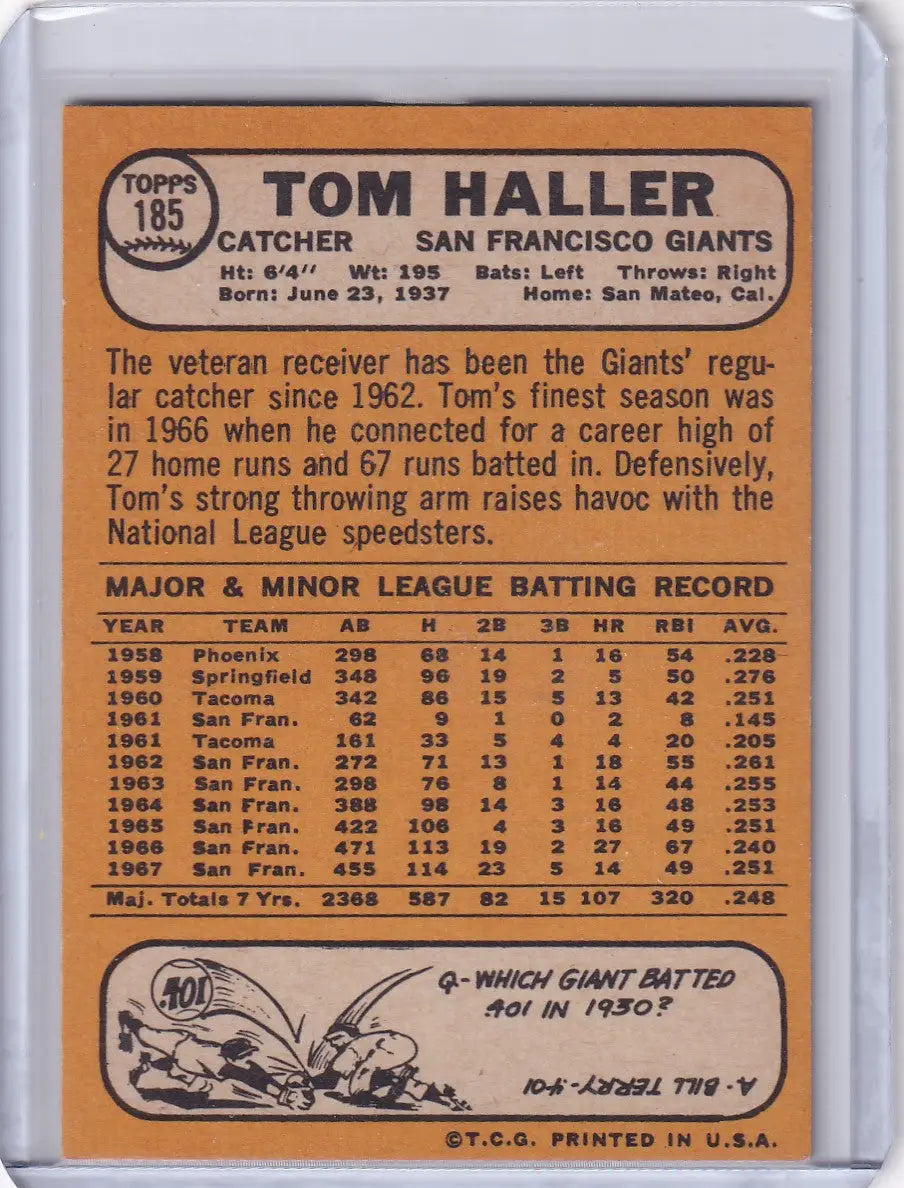 TOPPS
185
TOM HALLER
CATCHER SAN FRANCISCO GIANTS
Ht: 6'4" Wt: 195 Bats: Left Throws: Right
Born: June 23, 1937 Home: San Mateo, Cal.
The veteran receiver has been the Giants' regu-
lar catcher since 1962. Tom's finest season was
in 1966 when he connected for a career high of
27 home runs and 67 runs batted in. Defensively,
Tom's strong throwing arm raises havoc with the
National League speedsters.
MAJOR & MINOR LEAGUE BATTING RECORD
YEAR TEAM AB H 2B 3B HR RBI AVG.
1958 Phoenix 298 68 14 1 16 54 .228
1959 Springfield 348 96 19 2 5 50 .276
1960 Tacoma 342 86 15 5 13 42 .251
1961 San Fran. 62 9 1 0 2 8 .145
1961 Tacoma 161 33 5 4 4 20 .205
1962 San Fran. 272 71 13 1 18 55 .261
1963 San Fran. 298 76 8 1 14 44 .255
1964 San Fran. 388 98 14 3 16 48 .253
1965 San Fran. 422 106 4 3 16 49 .251
1966 San Fran. 471 113 19 2 27 67 .240
1967 San Fran. 455 114 23 5 14 49 .251
Maj. Totals 7 Yrs. 2368 587 82 15 107 320 .248
.401
Q-WHICH GIANT BATTED
.401 IN 1930?
A-BILL TERRY-.401
©T.C.G. PRINTED IN U.S.A.